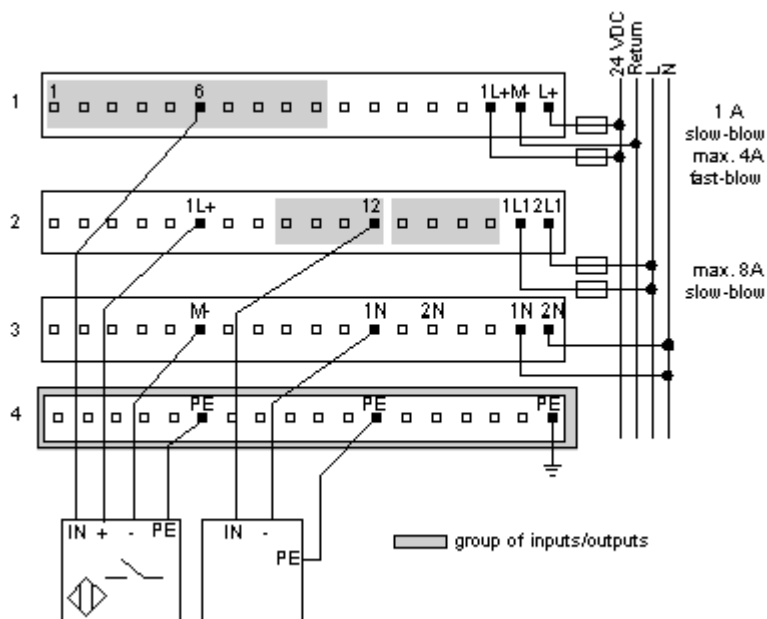 24 VDC
Return
L
N
1
1
6
1L+
M-
L+
1 A
slow-blow
max. 4A
fast-blow
2
1L+
12
1L1
2L1
max. 8A
slow-blow
3
M-
1N
2N
1N
2N
4
PE
PE
PE
IN + - PE
IN -
PE
group of inputs/outputs